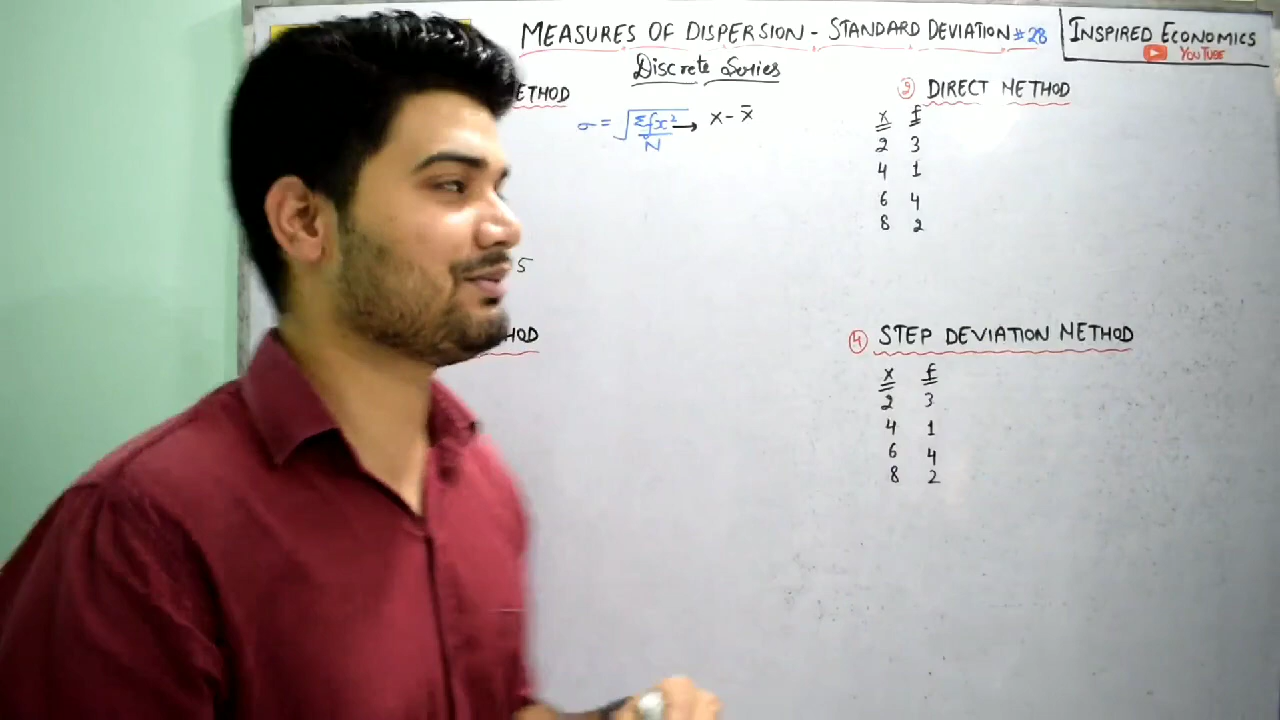 MEASURES OF DISPERSION - STANDARD DEVIATION #28
INSPIRED ECONOMICS
YOUTUBE
Discrete Series
ETHOD
σ = √Σfx²/N → x - x̄
5
HOD
3 DIRECT METHOD
X f
2 3
4 1
6 4
8 2
4 STEP DEVIATION METHOD
X f
2 3
4 1
6 4
8 2